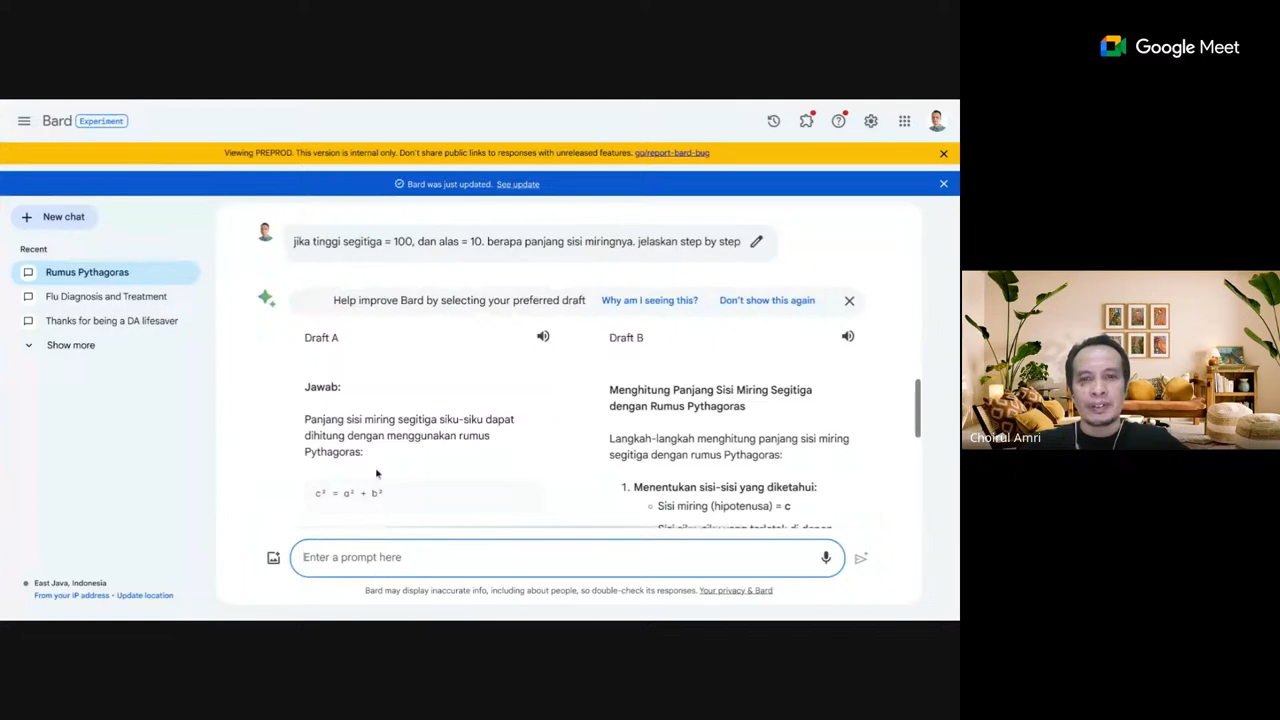 Google Meet
Bard Experiment
Viewing PREPROD. This version is internal only. Don't share public links to responses with unreleased features. go/report-bard-bug
Bard was just updated. See update
New chat
Recent
Rumus Pythagoras
Flu Diagnosis and Treatment
Thanks for being a DA lifesaver
Show more
East Java, Indonesia
From your IP address • Update location
jika tinggi segitiga = 100, dan alas = 10. berapa panjang sisi miringnya. jelaskan step by step
Help improve Bard by selecting your preferred draft Why am I seeing this? Don't show this again
Draft A
Jawab:
Panjang sisi miring segitiga siku-siku dapat
dihitung dengan menggunakan rumus
Pythagoras:
c² = a² + b²
Draft B
Menghitung Panjang Sisi Miring Segitiga
dengan Rumus Pythagoras
Langkah-langkah menghitung panjang sisi miring
segitiga dengan rumus Pythagoras:
1. Menentukan sisi-sisi yang diketahui:
○ Sisi miring (hipotenusa) = c
Enter a prompt here
Bard may display inaccurate info, including about people, so double-check its responses. Your privacy & Bard
Choirul Amri